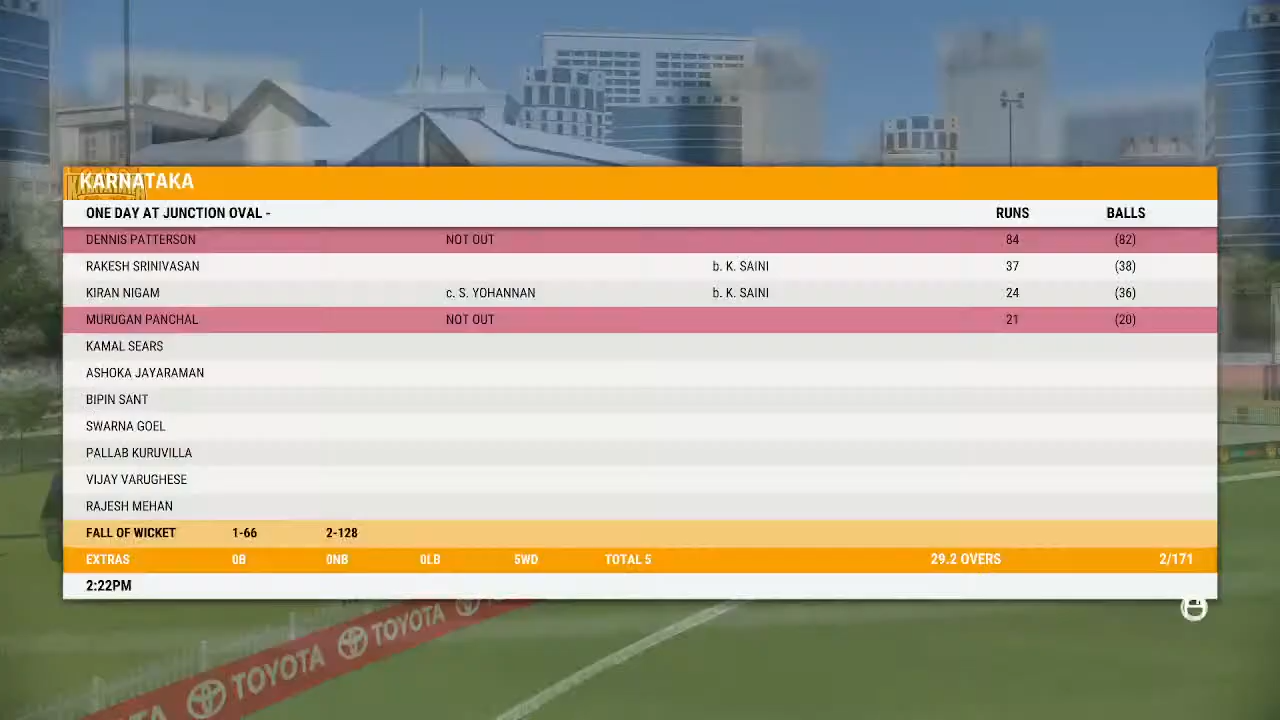 KARNATAKA
ONE DAY AT JUNCTION OVAL - RUNS BALLS
DENNIS PATTERSON NOT OUT 84 (82)
RAKESH SRINIVASAN b. K. SAINI 37 (38)
KIRAN NIGAM c. S. YOHANNAN b. K. SAINI 24 (36)
MURUGAN PANCHAL NOT OUT 21 (20)
KAMAL SEARS
ASHOKA JAYARAMAN
BIPIN SANT
SWARNA GOEL
PALLAB KURUVILLA
VIJAY VARUGHESE
RAJESH MEHAN
FALL OF WICKET 1-66 2-128
EXTRAS 0B 0NB 0LB 5WD TOTAL 5 29.2 OVERS 2/171
2:22PM
TOYOTA TOYOTA